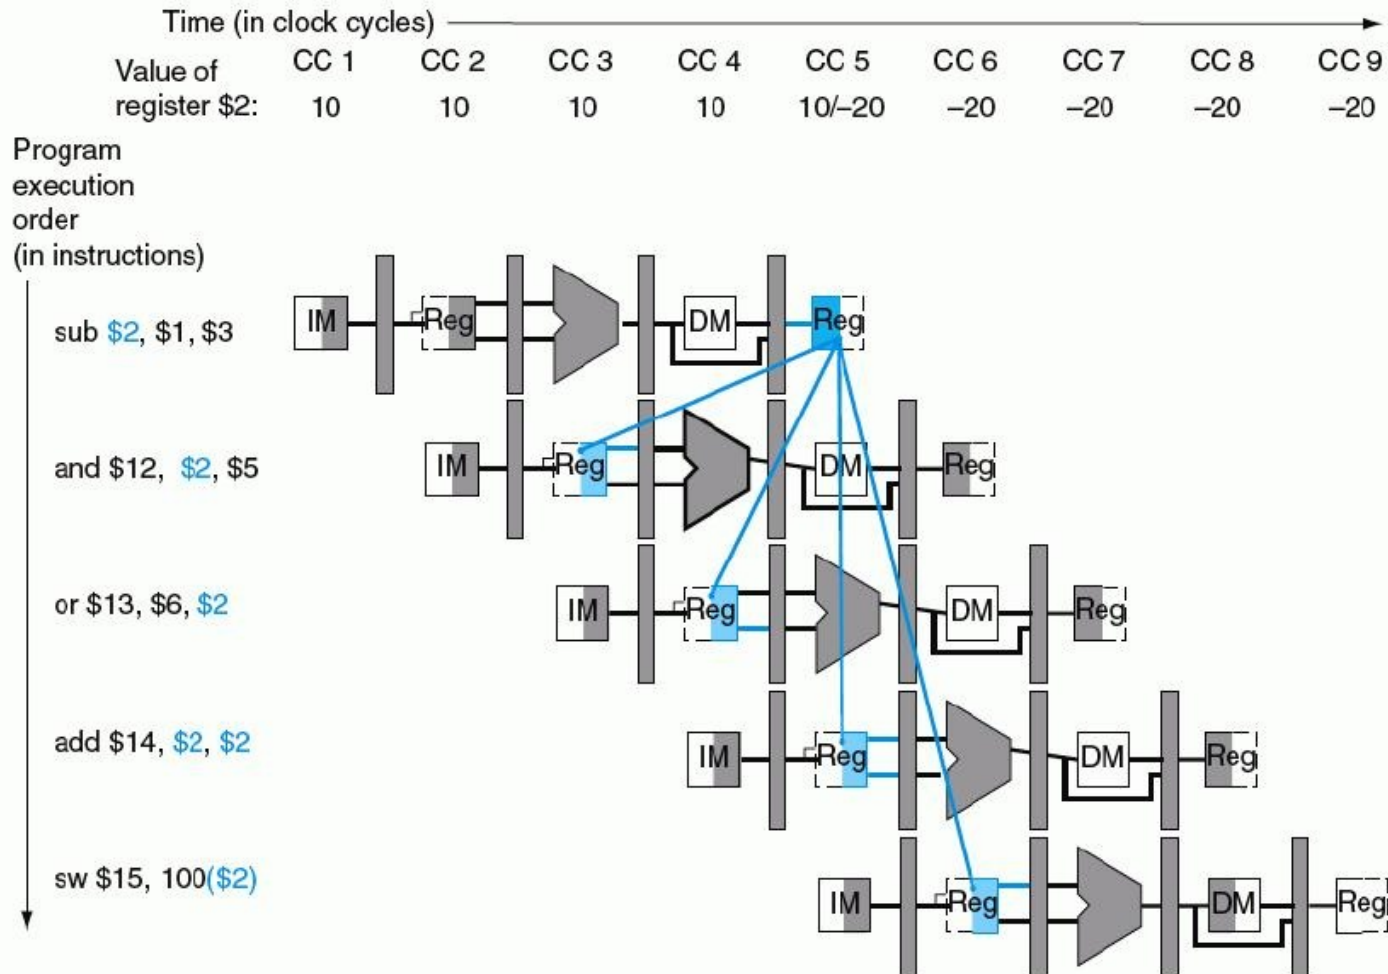 Time (in clock cycles)
CC 1 CC 2 CC 3 CC 4 CC 5 CC 6 CC 7 CC 8 CC 9
Value of
register $2: 10 10 10 10 10/–20 –20 –20 –20 –20
Program
execution
order
(in instructions)
sub $2, $1, $3
IM Reg DM Reg
and $12, $2, $5
IM Reg DM Reg
or $13, $6, $2
IM Reg DM Reg
add $14, $2, $2
IM Reg DM Reg
sw $15, 100($2)
IM Reg DM Reg